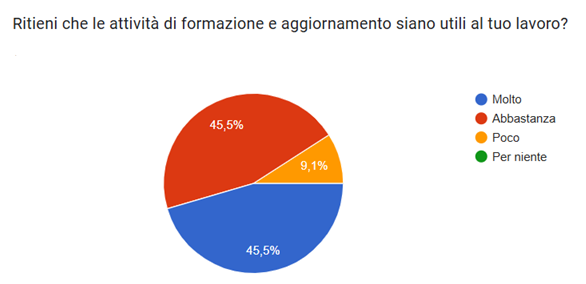 Ritieni che le attività di formazione e aggiornamento siano utili al tuo lavoro?
Molto
Abbastanza
Poco
Per niente
45,5%
9,1%
45,5%